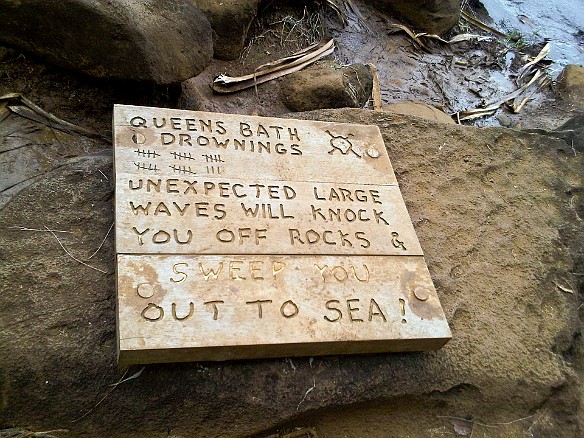 QUEENS BATH
DROWNINGS
UNEXPECTED LARGE
WAVES WILL KNOCK
YOU OFF ROCKS &
SWEEP YOU
OUT TO SEA!